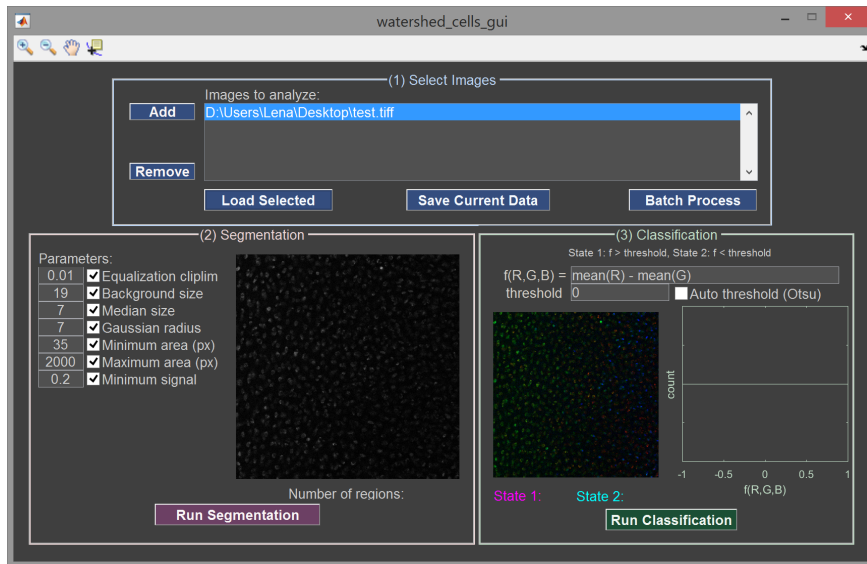 watershed_cells_gui
(1) Select Images
Images to analyze:
Add
D:\Users\Lena\Desktop\test.tiff
Remove
Load Selected
Save Current Data
Batch Process
(2) Segmentation
Parameters:
0.01 Equalization cliplim
19 Background size
7 Median size
7 Gaussian radius
35 Minimum area (px)
2000 Maximum area (px)
0.2 Minimum signal
Number of regions:
Run Segmentation
(3) Classification
State 1: f > threshold, State 2: f < threshold
f(R,G,B) = mean(R) - mean(G)
threshold 0 Auto threshold (Otsu)
count
-1 -0.5 0 0.5 1
f(R,G,B)
State 1: State 2:
Run Classification